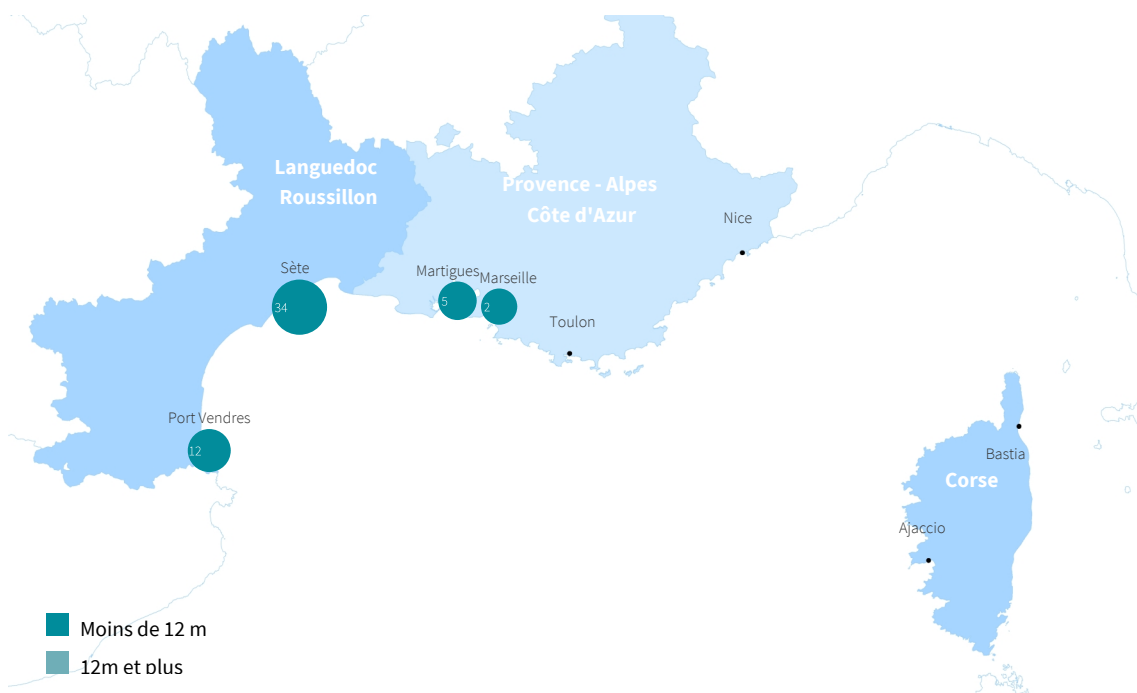 Languedoc
Roussillon
Provence - Alpes
Côte d'Azur
Nice
Sète
34
Martigues
5
Marseille
2
Toulon
Port Vendres
12
Bastia
Corse
Ajaccio
Moins de 12 m
12m et plus